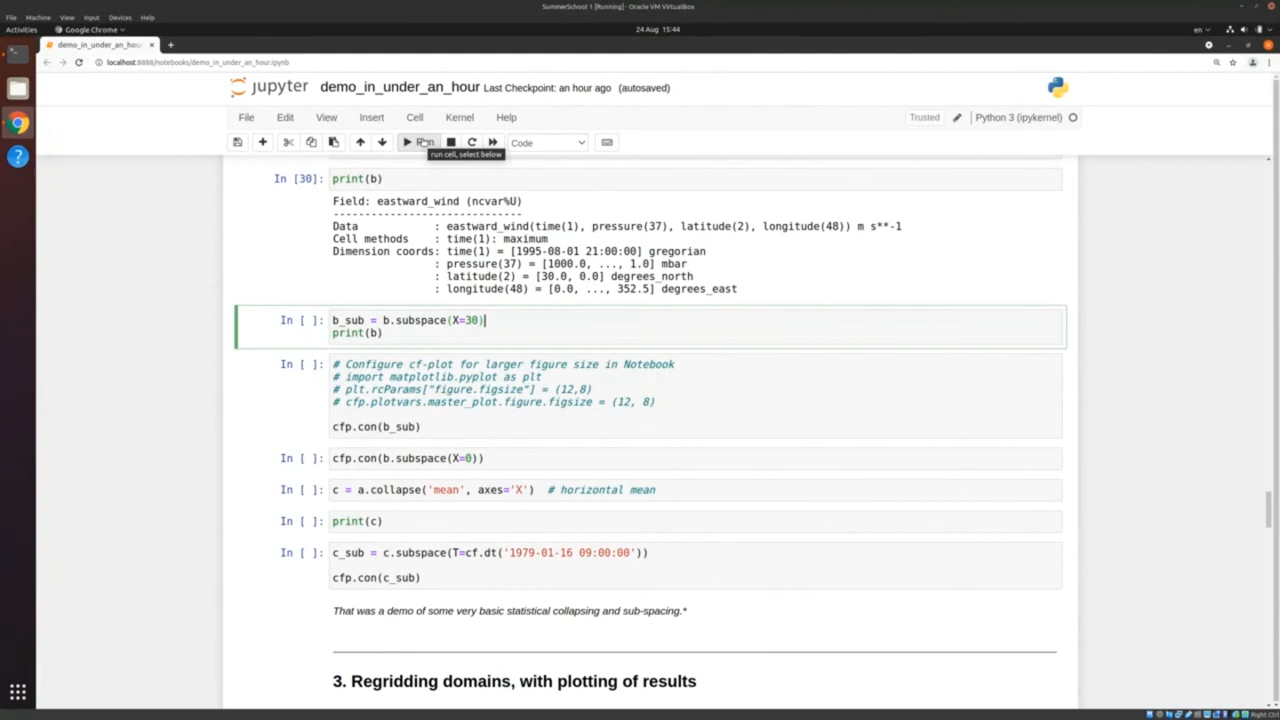 SummerSchool 1 [Running] - Oracle VM VirtualBox
File Machine View Input Devices Help
Activities Google Chrome 24 Aug 15:44 en
demo_in_under_an_hou
localhost:8886/notebooks/demo_in_under_an_hour.ipynb
jupyter demo_in_under_an_hour Last Checkpoint: an hour ago (autosaved)
File Edit View Insert Cell Kernel Help Trusted Python 3 (ipykernel)
Run Code
run cell, select below
In [30]: print(b)
Field: eastward_wind (ncvar%U)
------------------------------
Data : eastward_wind(time(1), pressure(37), latitude(2), longitude(48)) m s**-1
Cell methods : time(1): maximum
Dimension coords: time(1) = [1995-08-01 21:00:00] gregorian
: pressure(37) = [1000.0, ..., 1.0] mbar
: latitude(2) = [30.0, 0.0] degrees_north
: longitude(48) = [0.0, ..., 352.5] degrees_east
In [ ]: b_sub = b.subspace(X=30)
print(b)
In [ ]: # Configure cf-plot for larger figure size in Notebook
# import matplotlib.pyplot as plt
# plt.rcParams["figure.figsize"] = (12,8)
# cfp.plotvars.master_plot.figure.figsize = (12, 8)
cfp.con(b_sub)
In [ ]: cfp.con(b.subspace(X=0))
In [ ]: c = a.collapse('mean', axes='X') # horizontal mean
In [ ]: print(c)
In [ ]: c_sub = c.subspace(T=cf.dt('1979-01-16 09:00:00'))
cfp.con(c_sub)
That was a demo of some very basic statistical collapsing and sub-spacing.*
3. Regridding domains, with plotting of results
Right Ctrl